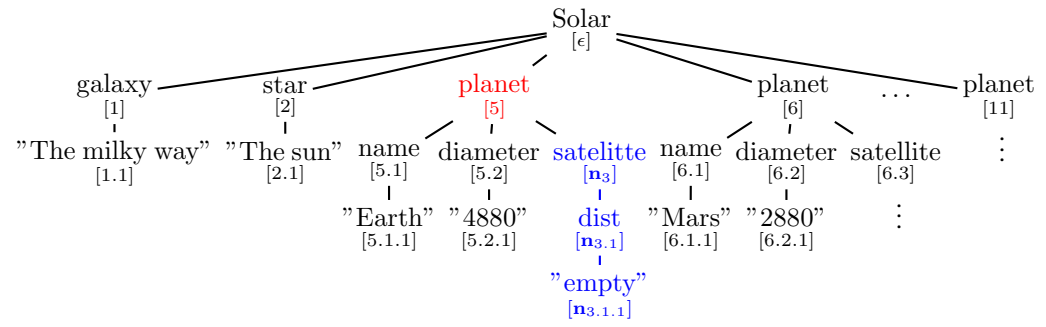 Solar
[ϵ]
galaxy star planet planet · · · planet
[1] [2] [5] [6] [11]
”The milky way” ”The sun” name diameter satelitte name diameter satellite ⋮
[1.1] [2.1] [5.1] [5.2] [n₃] [6.1] [6.2] [6.3]
”Earth” ”4880” dist ”Mars” ”2880” ⋮
[5.1.1] [5.2.1] [n₃.₁] [6.1.1] [6.2.1]
”empty”
[n₃.₁.₁]